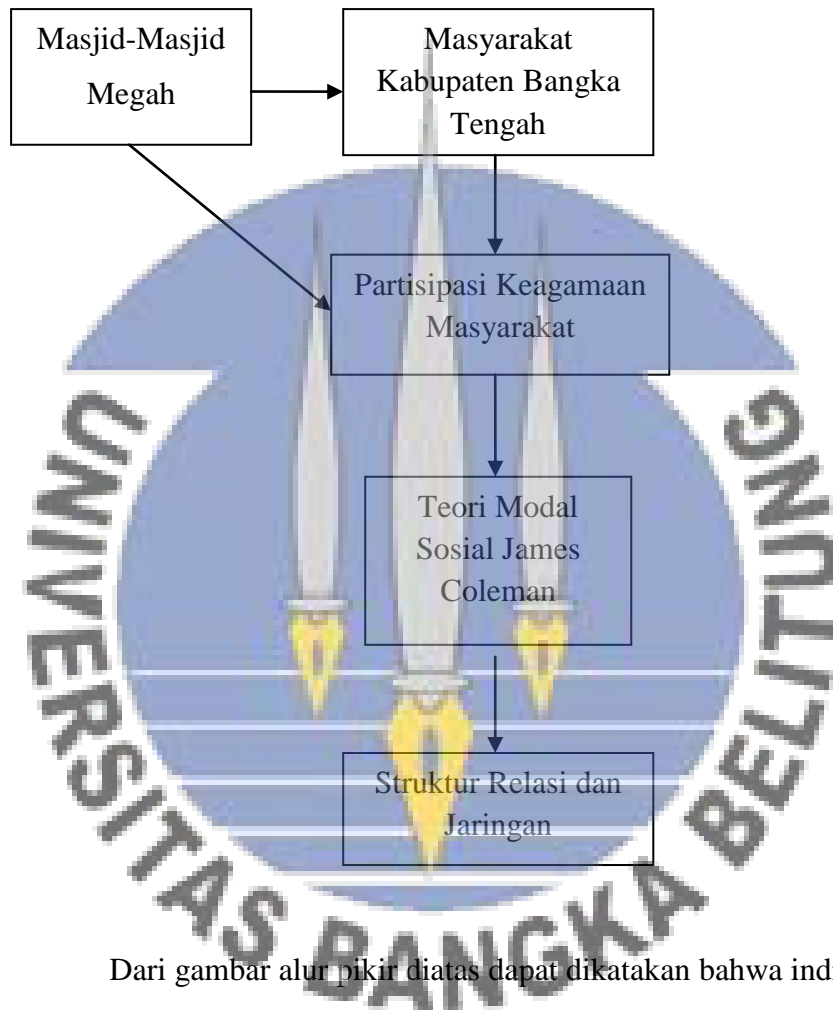 Masjid-Masjid
Megah
Masyarakat
Kabupaten Bangka
Tengah
Partisipasi Keagamaan
Masyarakat
Teori Modal
Sosial James
Coleman
Struktur Relasi dan
Jaringan
UNIVERSITAS BANGKA BELITUNG
Dari gambar alur pikir diatas dapat dikatakan bahwa